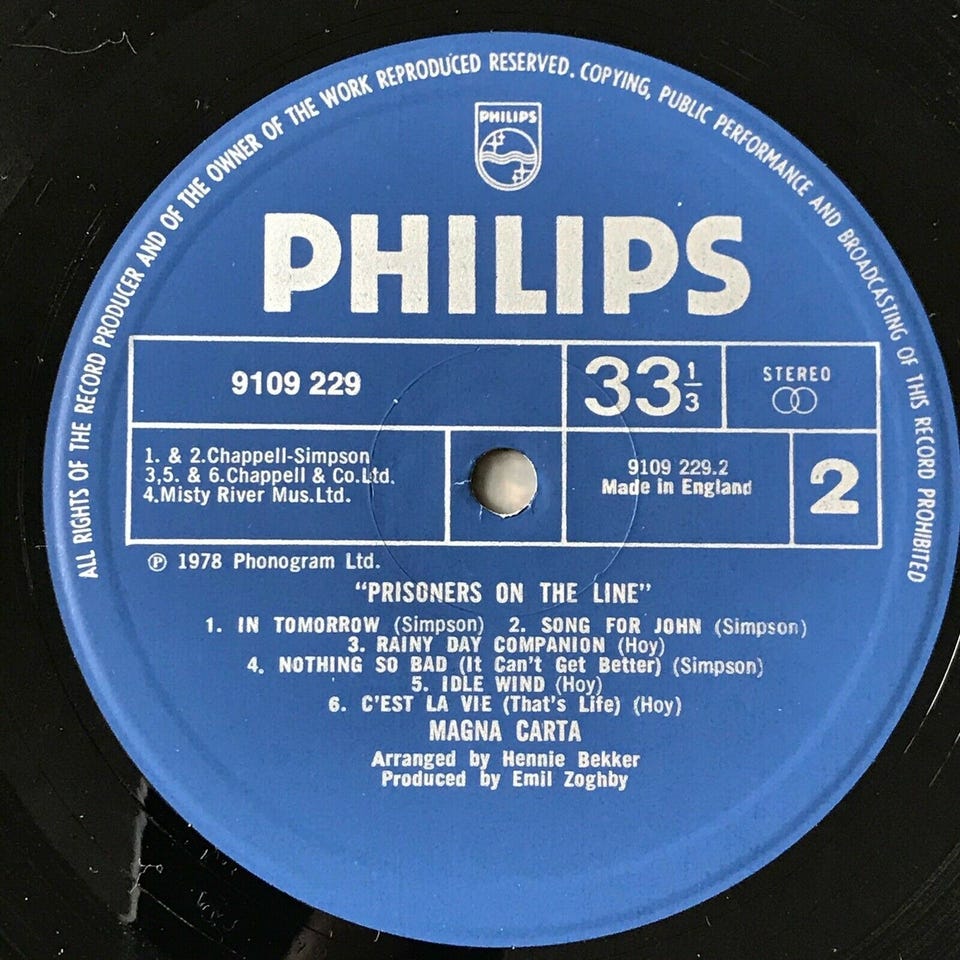 ALL RIGHTS OF THE RECORD PRODUCER AND OF THE OWNER OF THE WORK REPRODUCED RESERVED. COPYING, PUBLIC PERFORMANCE AND BROADCASTING OF THIS RECORD PROHIBITED
PHILIPS
PHILIPS
9109 229
33 1/3
STEREO
1. & 2.Chappell-Simpson
3,5. & 6.Chappell & Co.Ltd.
4.Misty River Mus.Ltd.
9109 229.2
Made in England
2
℗ 1978 Phonogram Ltd.
“PRISONERS ON THE LINE”
1. IN TOMORROW (Simpson) 2. SONG FOR JOHN (Simpson)
3. RAINY DAY COMPANION (Hoy)
4. NOTHING SO BAD (It Can't Get Better) (Simpson)
5. IDLE WIND (Hoy)
6. C'EST LA VIE (That's Life) (Hoy)
MAGNA CARTA
Arranged by Hennie Bekker
Produced by Emil Zoghby